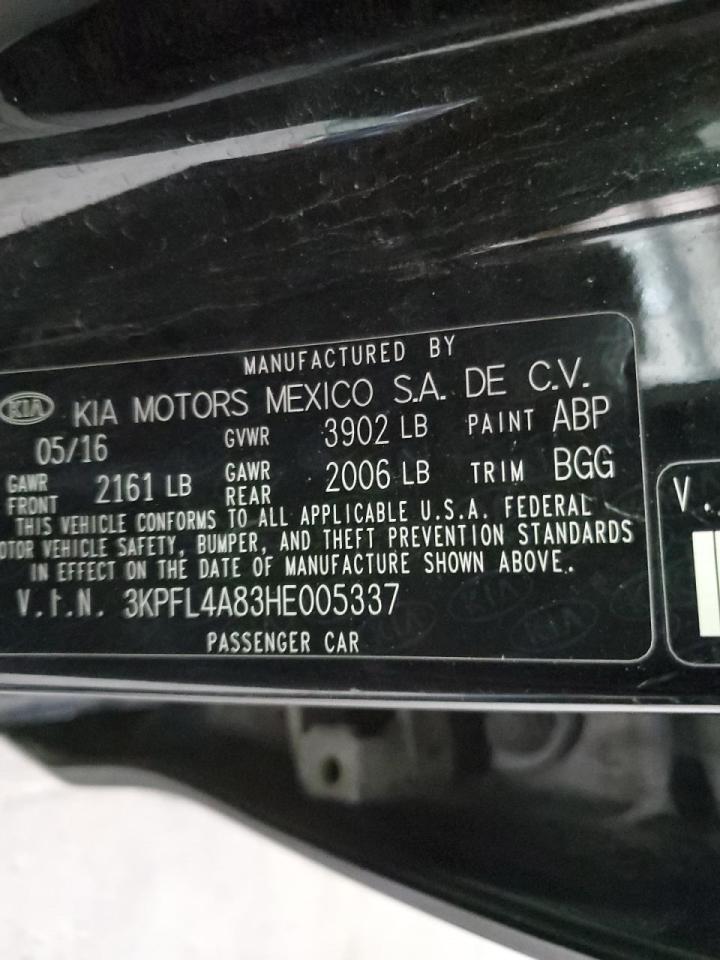 MANUFACTURED BY
KIA KIA MOTORS MEXICO S.A. DE C.V.
05/16 GVWR 3902 LB PAINT ABP
GAWR FRONT 2161 LB GAWR REAR 2006 LB TRIM BGG
THIS VEHICLE CONFORMS TO ALL APPLICABLE U.S.A. FEDERAL
VEHICLE SAFETY, BUMPER, AND THEFT PREVENTION STANDARDS
IN EFFECT ON THE DATE OF MANUFACTURE SHOWN ABOVE.
V.I.N. 3KPFL4A83HE005337
PASSENGER CAR